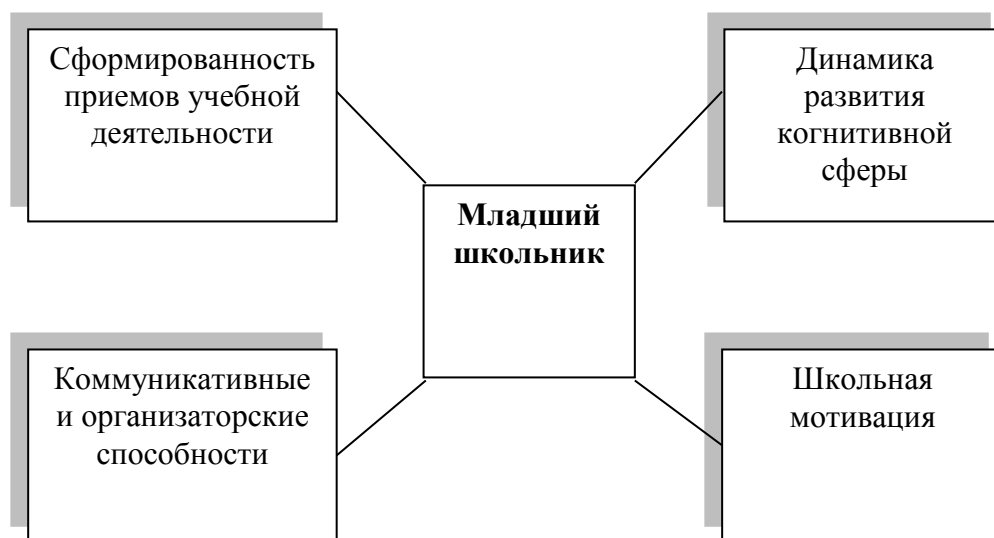 Сформированность
приемов учебной
деятельности
Динамика
развития
когнитивной
сферы
Младший
школьник
Коммуникативные
и организаторские
способности
Школьная
мотивация